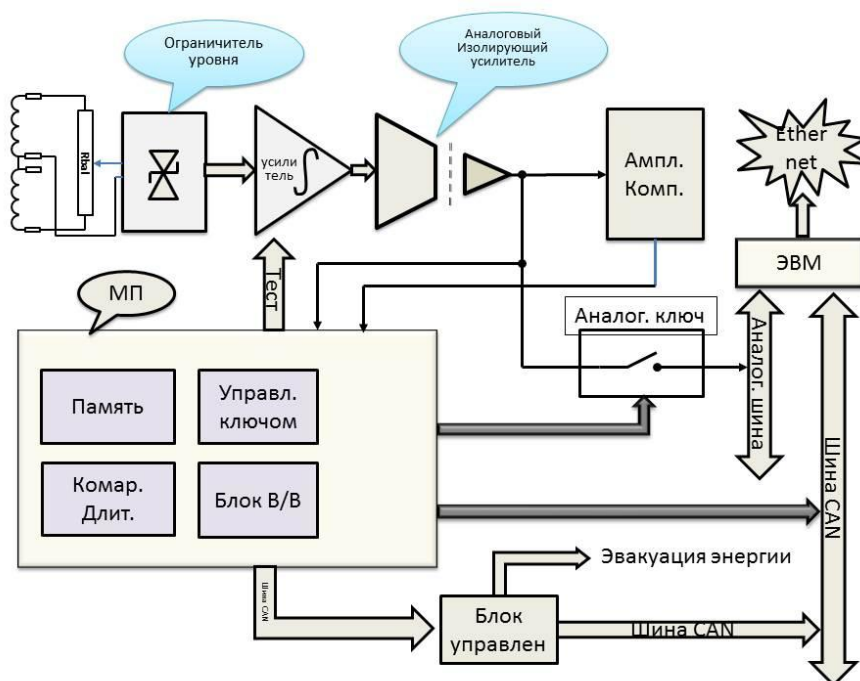 Ограничитель
уровня
Аналоговый
Изолирующий
усилитель
Rbal
усили
тель
Ампл.
Комп.
Ether
net
ЭВМ
Тест
МП
Аналог. ключ
Аналог. шина
Память
Управл.
ключом
Комар.
Длит.
Блок В/В
Шина CAN
Шина CAN
Эвакуация энергии
Блок
управлен
Шина CAN